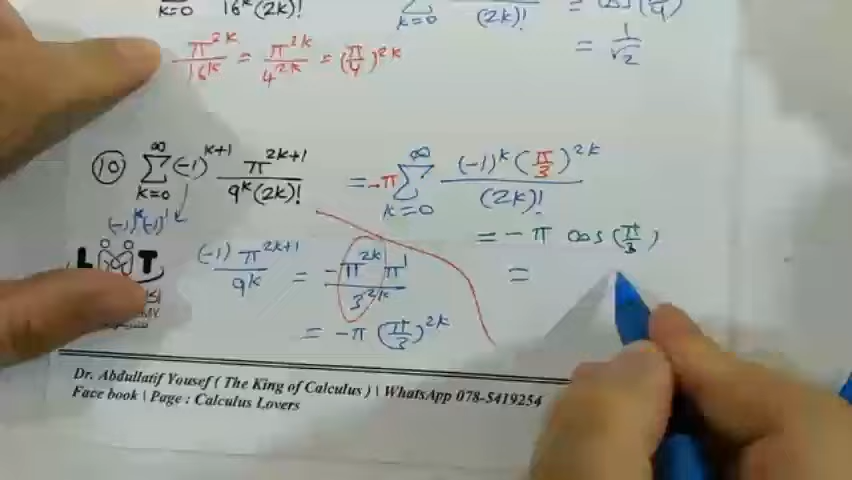 K=0 16^k (2k)! K=0 (2k)! = cos(π/4)
= 1/√2
π^2k / 16^k = π^2k / 4^2k = (π/4)^2k
⑩ ∞ Σ K=0 (-1)^k+1 π^2k+1 / 9^k (2k)! = -π ∞ Σ K=0 (-1)^k (π/3)^2k / (2k)!
(-1)^k (-1)^1
= -π cos(π/3)
L T
(-1) π^2k+1 / 9^k = -π^2k π^1 / 3^2k
=
= -π (π/3)^2k
Dr. Abdullatif Yousef ( The King of Calculus ) \ WhatsApp 078-5419254
Face book \ Page : Calculus Lovers